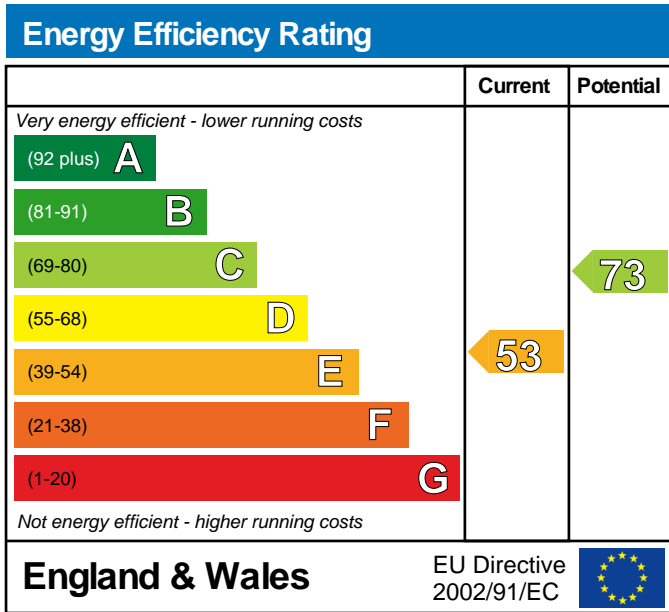 Energy Efficiency Rating
Current Potential
Very energy efficient - lower running costs
(92 plus) A
(81-91) B
(69-80) C
73
(55-68) D
53
(39-54) E
(21-38) F
(1-20) G
Not energy efficient - higher running costs
England & Wales
EU Directive
2002/91/EC